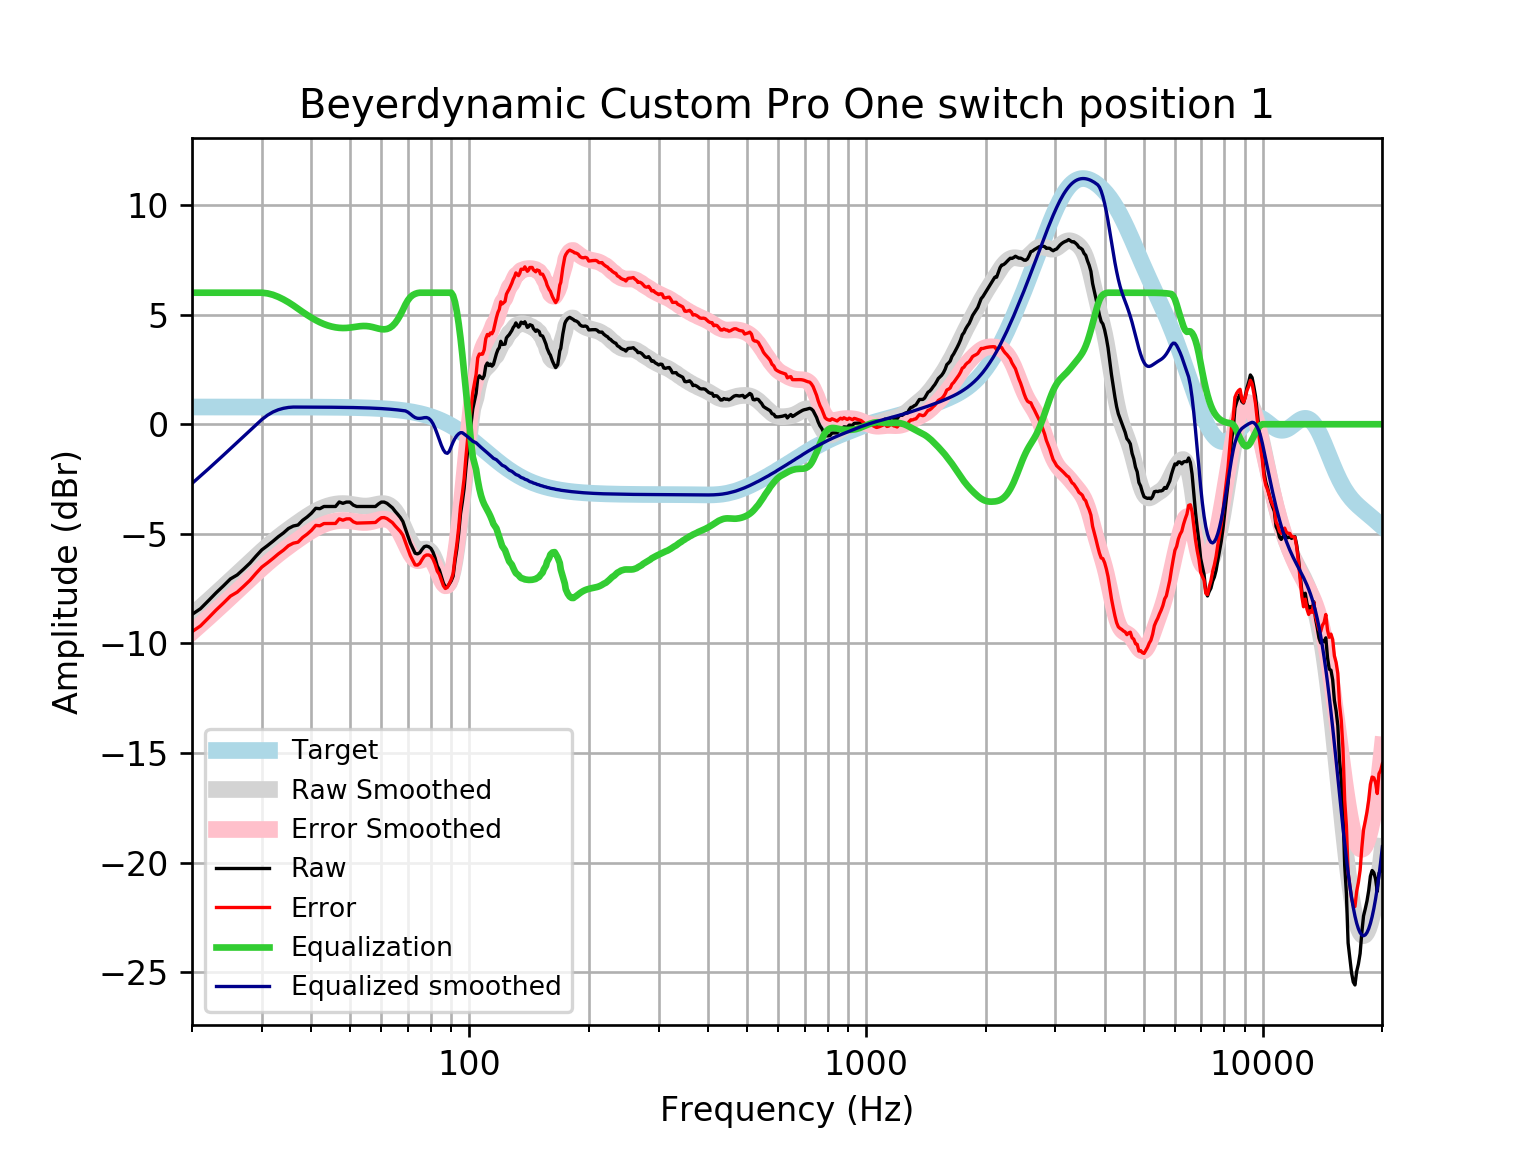 Beyerdynamic Custom Pro One switch position 1
Amplitude (dBr)
10
5
0
−5
−10
−15
−20
−25
Target
Raw Smoothed
Error Smoothed
Raw
Error
Equalization
Equalized smoothed
100 1000 10000
Frequency (Hz)